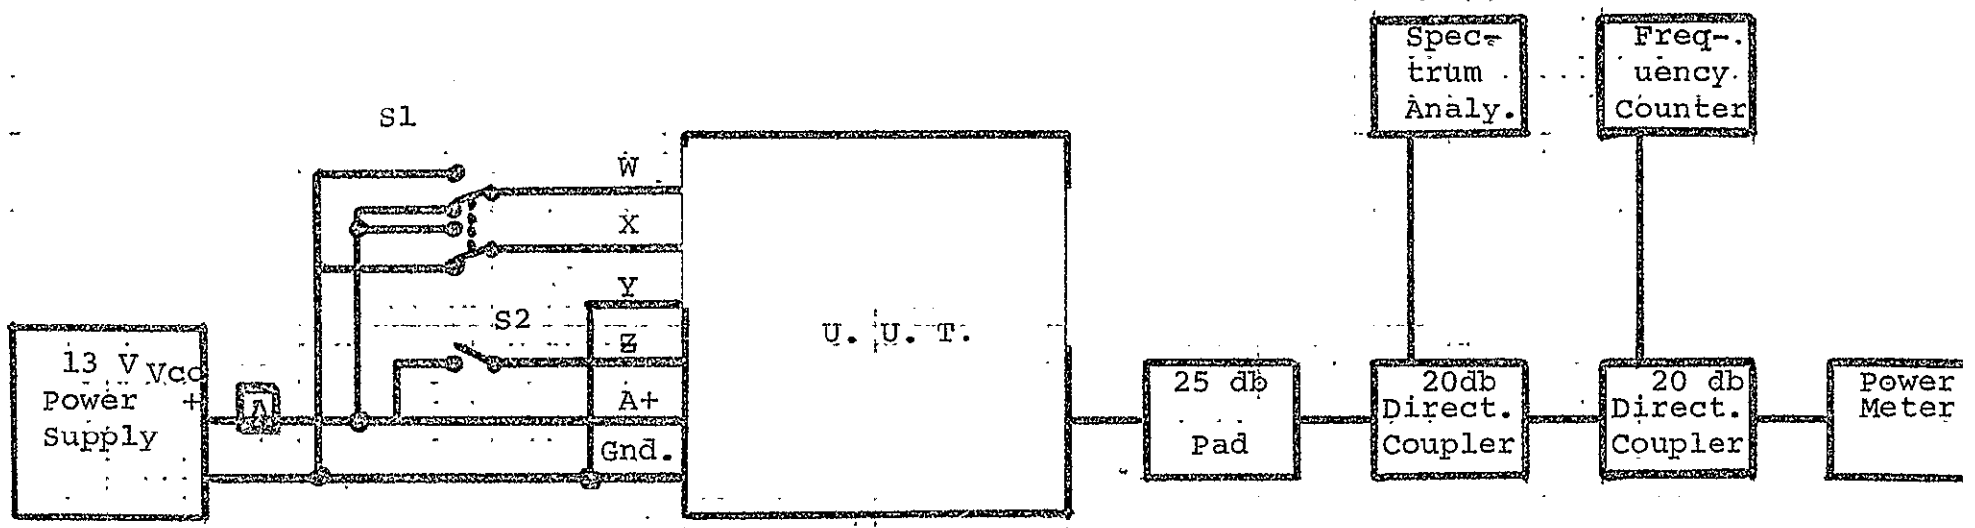 S1
Spec-
trum
Analy.
Freq-.
uency
Counter
W
X
Y
S2
Z
A+
Gnd.
13 V Vcc
Power +
Supply
A
U. U. T.
25 db
Pad
20db
Direct.
Coupler
20 db
Direct.
Coupler
Power
Meter